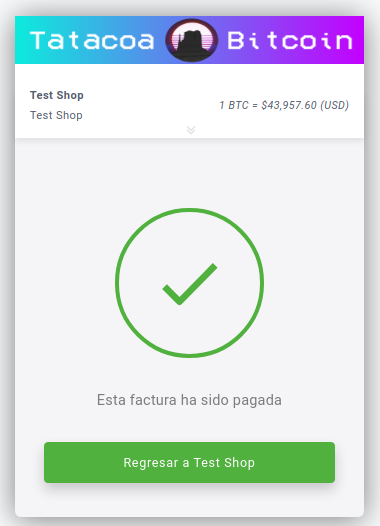 Tatacoa Bitcoin
Test Shop
Test Shop
1 BTC = $43,957.60 (USD)
Esta factura ha sido pagada
Regresar a Test Shop